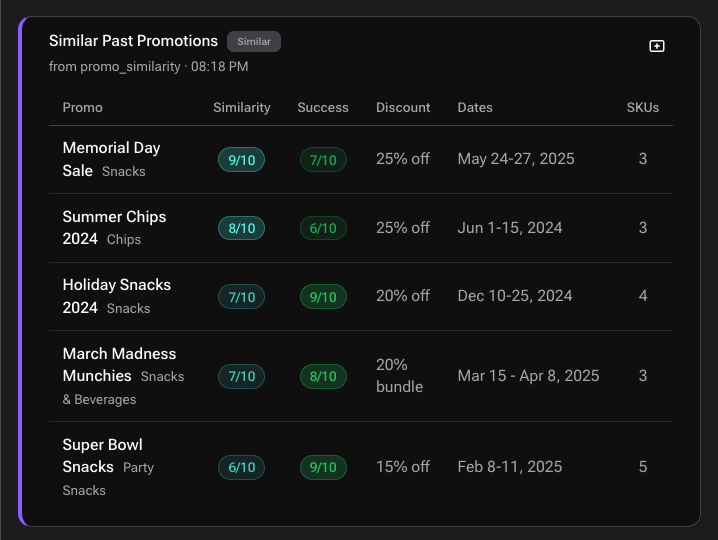 Similar Past Promotions Similar
from promo_similarity · 08:18 PM
Promo Similarity Success Discount Dates SKUs
Memorial Day
Sale Snacks 9/10 7/10 25% off May 24-27, 2025 3
Summer Chips
2024 Chips 8/10 6/10 25% off Jun 1-15, 2024 3
Holiday Snacks
2024 Snacks 7/10 9/10 20% off Dec 10-25, 2024 4
March Madness
Munchies Snacks
& Beverages 7/10 8/10 20%
bundle Mar 15 - Apr 8, 2025 3
Super Bowl
Snacks Party
Snacks 6/10 9/10 15% off Feb 8-11, 2025 5